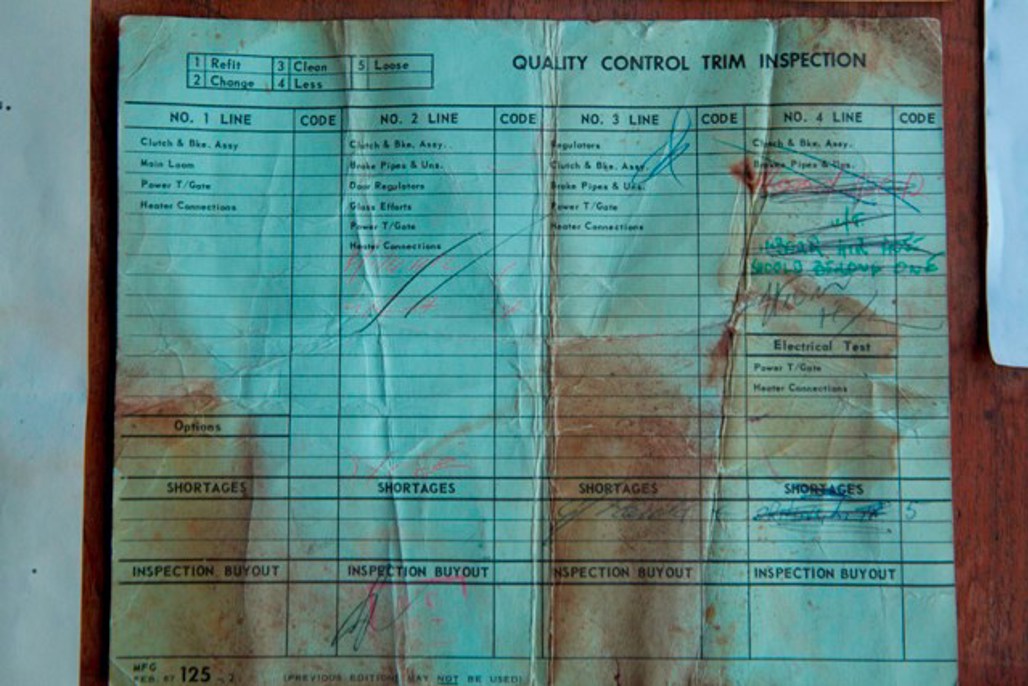 1 Refit 3 Clean 5 Loose
2 Change 4 Less
QUALITY CONTROL TRIM INSPECTION
NO. 1 LINE CODE NO. 2 LINE CODE NO. 3 LINE CODE NO. 4 LINE CODE
Clutch & Bke. Assy Clutch & Bke. Assy. Regulators Clutch & Bke. Assy.
Main Loom Brake Pipes & Uns. Clutch & Bke. Assy. Brake Pipes & Uns.
Power T/Gate Door Regulators Brake Pipes & Uns.
Heater Connections Glass Efforts Power T/Gate
Power T/Gate Heater Connections
Heater Connections
ONE
Electrical Test
Power T/Gate
Heater Connections
Options
SHORTAGES SHORTAGES SHORTAGES SHORTAGES
5
INSPECTION BUYOUT INSPECTION BUYOUT INSPECTION BUYOUT INSPECTION BUYOUT
MFG
FEB. 67 125 - 2 (PREVIOUS EDITION MAY NOT BE USED)